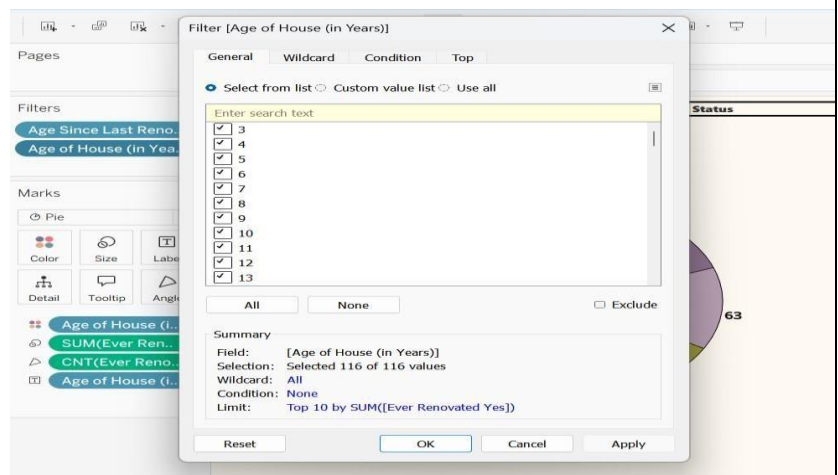 Filter [Age of House (in Years)]
Pages
General Wildcard Condition Top
Select from list Custom value list Use all
Filters
Enter search text
Status
Age Since Last Reno..
Age of House (in Yea..
3
4
5
6
7
8
9
10
11
12
13
Marks
Pie
Color Size Labe
Detail Tooltip Angl
All None Exclude
63
Age of House (i..
SUM(Ever Ren..
CNT(Ever Reno..
Age of House (i..
Summary
Field: [Age of House (in Years)]
Selection: Selected 116 of 116 values
Wildcard: All
Condition: None
Limit: Top 10 by SUM([Ever Renovated Yes])
Reset OK Cancel Apply